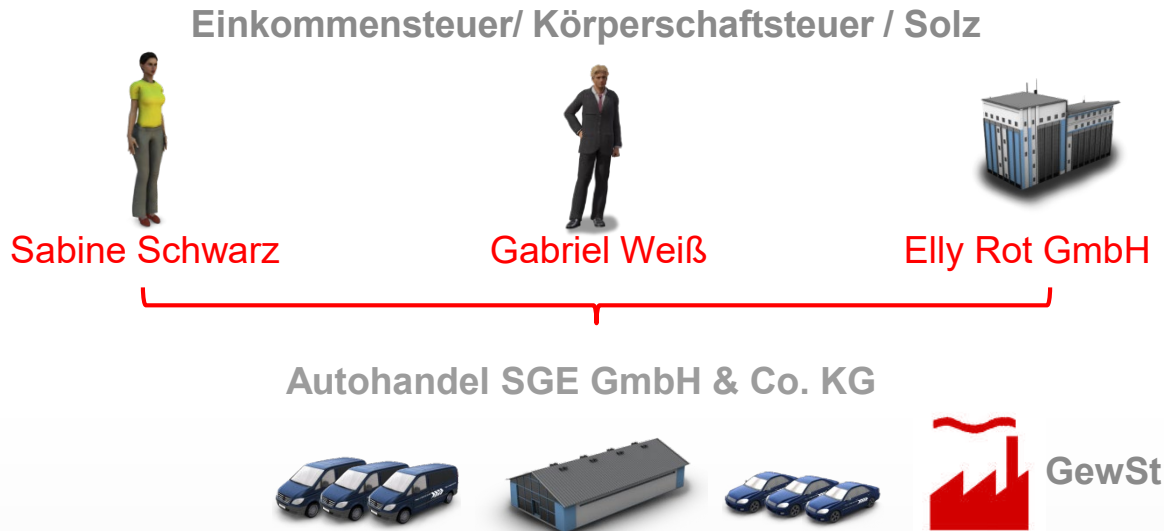 Einkommensteuer/ Körperschaftsteuer / Solz
Sabine Schwarz
Gabriel Weiß
Elly Rot GmbH
Autohandel SGE GmbH & Co. KG
GewSt